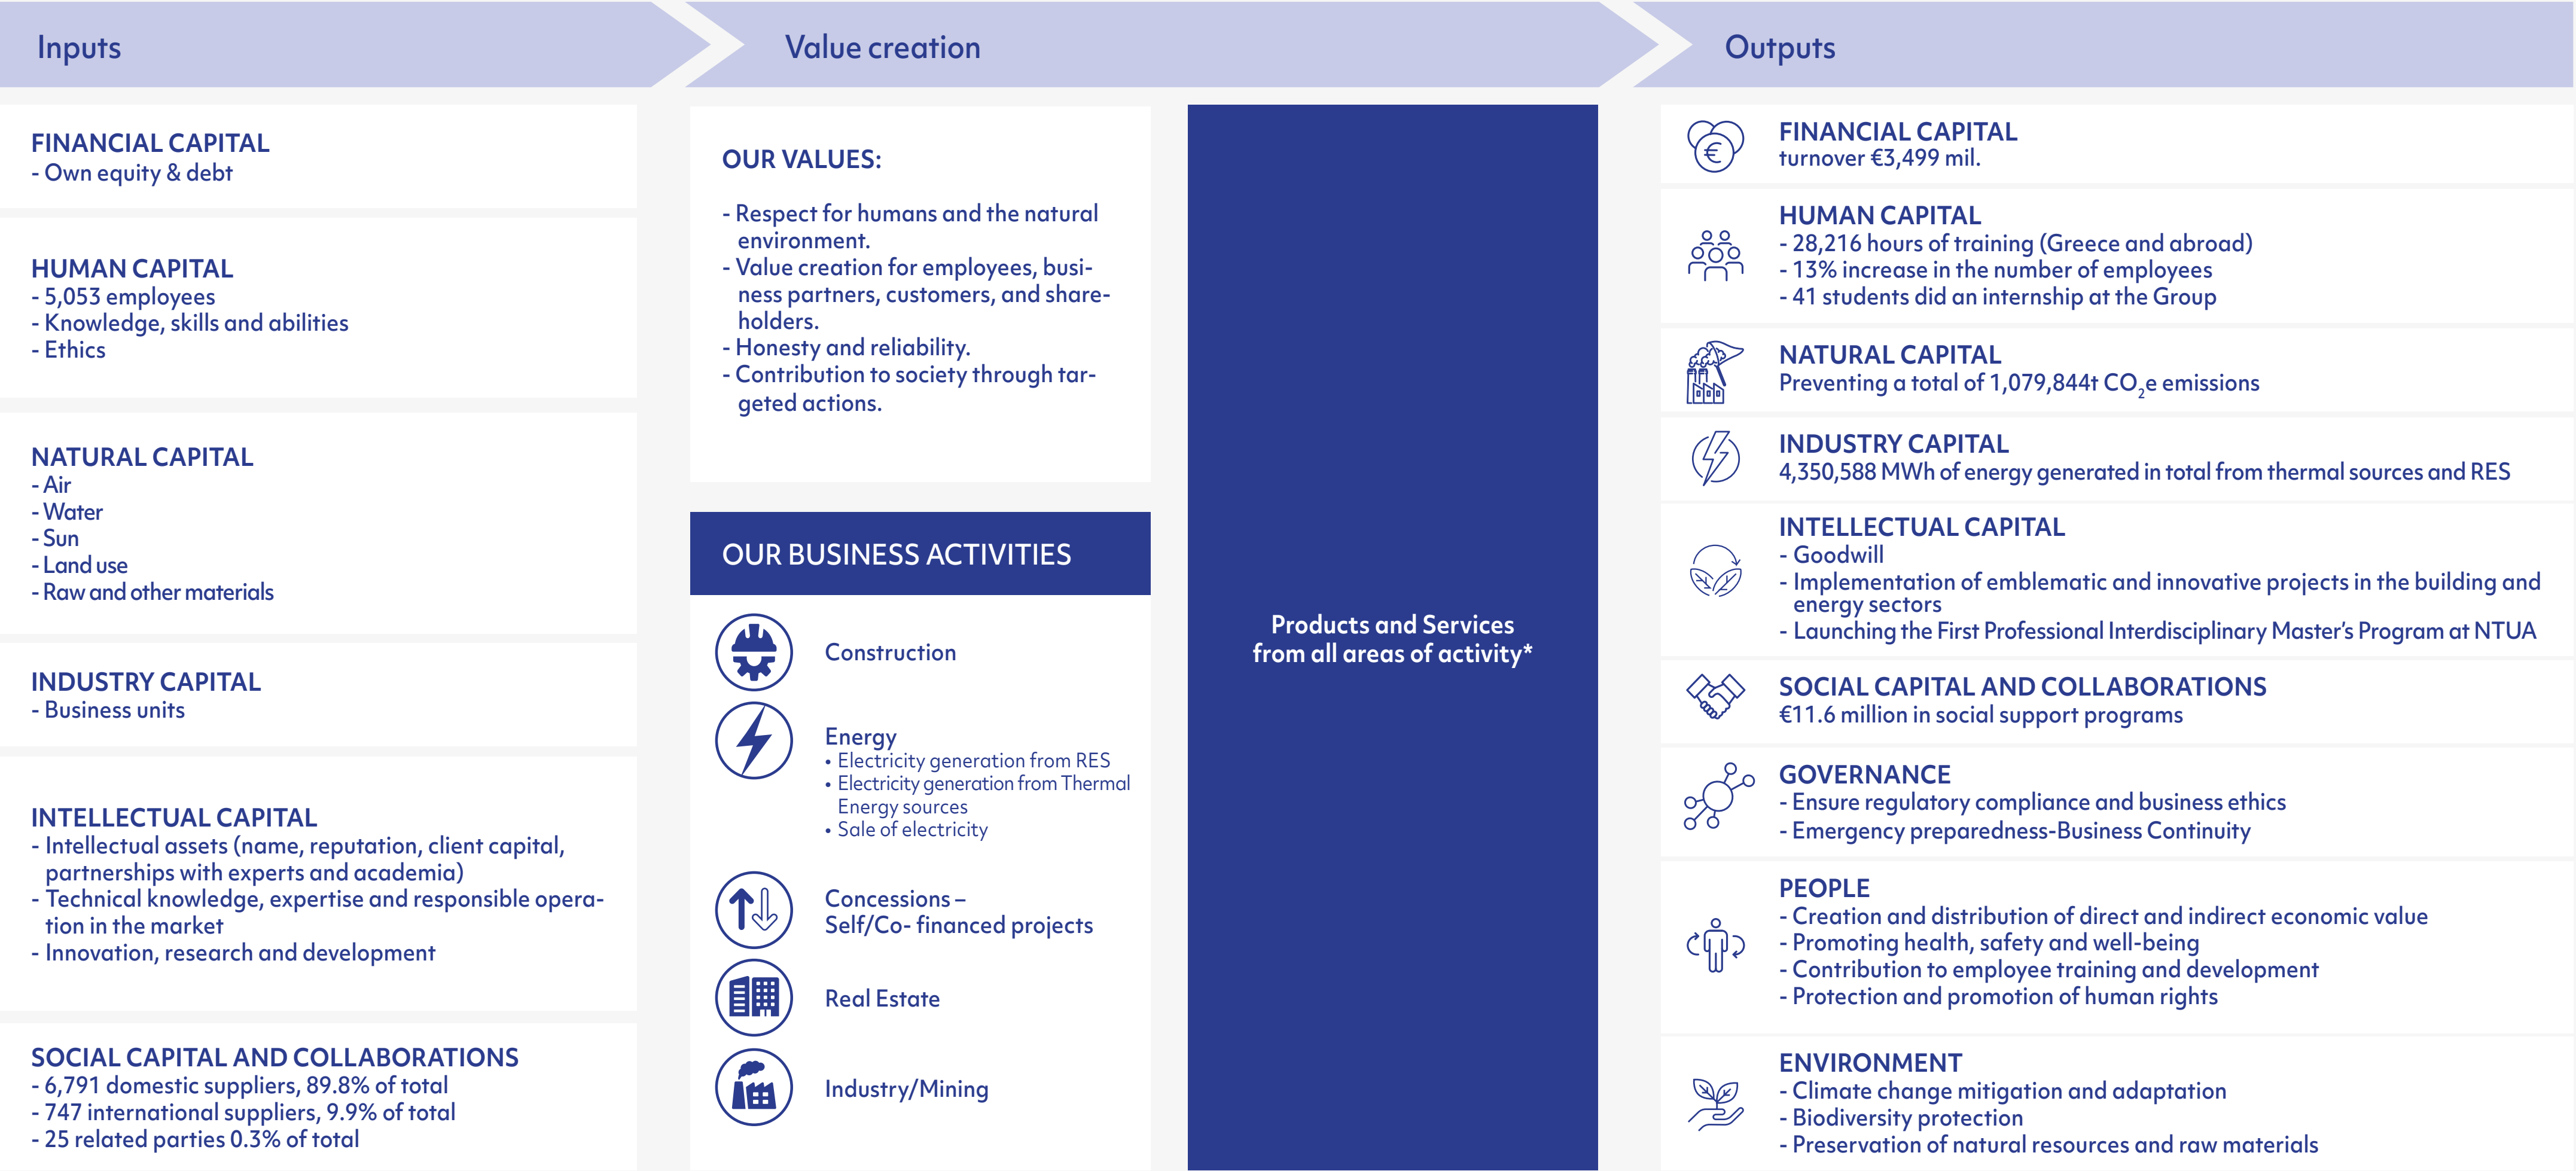 Inputs
Value creation
Outputs
FINANCIAL CAPITAL
- Own equity & debt
HUMAN CAPITAL
- 5,053 employees
- Knowledge, skills and abilities
- Ethics
NATURAL CAPITAL
- Air
- Water
- Sun
- Land use
- Raw and other materials
INDUSTRY CAPITAL
- Business units
INTELLECTUAL CAPITAL
- Intellectual assets (name, reputation, client capital,
partnerships with experts and academia)
- Technical knowledge, expertise and responsible opera-
tion in the market
- Innovation, research and development
SOCIAL CAPITAL AND COLLABORATIONS
- 6,791 domestic suppliers, 89.8% of total
- 747 international suppliers, 9.9% of total
- 25 related parties 0.3% of total
OUR VALUES:
- Respect for humans and the natural
environment.
- Value creation for employees, busi-
ness partners, customers, and share-
holders.
- Honesty and reliability.
- Contribution to society through tar-
geted actions.
OUR BUSINESS ACTIVITIES
Construction
Energy
• Electricity generation from RES
• Electricity generation from Thermal
Energy sources
• Sale of electricity
Concessions –
Self/Co- financed projects
Real Estate
Industry/Mining
Products and Services
from all areas of activity*
FINANCIAL CAPITAL
turnover €3,499 mil.
HUMAN CAPITAL
- 28,216 hours of training (Greece and abroad)
- 13% increase in the number of employees
- 41 students did an internship at the Group
NATURAL CAPITAL
Preventing a total of 1,079,844t CO₂e emissions
INDUSTRY CAPITAL
4,350,588 MWh of energy generated in total from thermal sources and RES
INTELLECTUAL CAPITAL
- Goodwill
- Implementation of emblematic and innovative projects in the building and
energy sectors
- Launching the First Professional Interdisciplinary Master's Program at NTUA
SOCIAL CAPITAL AND COLLABORATIONS
€11.6 million in social support programs
GOVERNANCE
- Ensure regulatory compliance and business ethics
- Emergency preparedness-Business Continuity
PEOPLE
- Creation and distribution of direct and indirect economic value
- Promoting health, safety and well-being
- Contribution to employee training and development
- Protection and promotion of human rights
ENVIRONMENT
- Climate change mitigation and adaptation
- Biodiversity protection
- Preservation of natural resources and raw materials